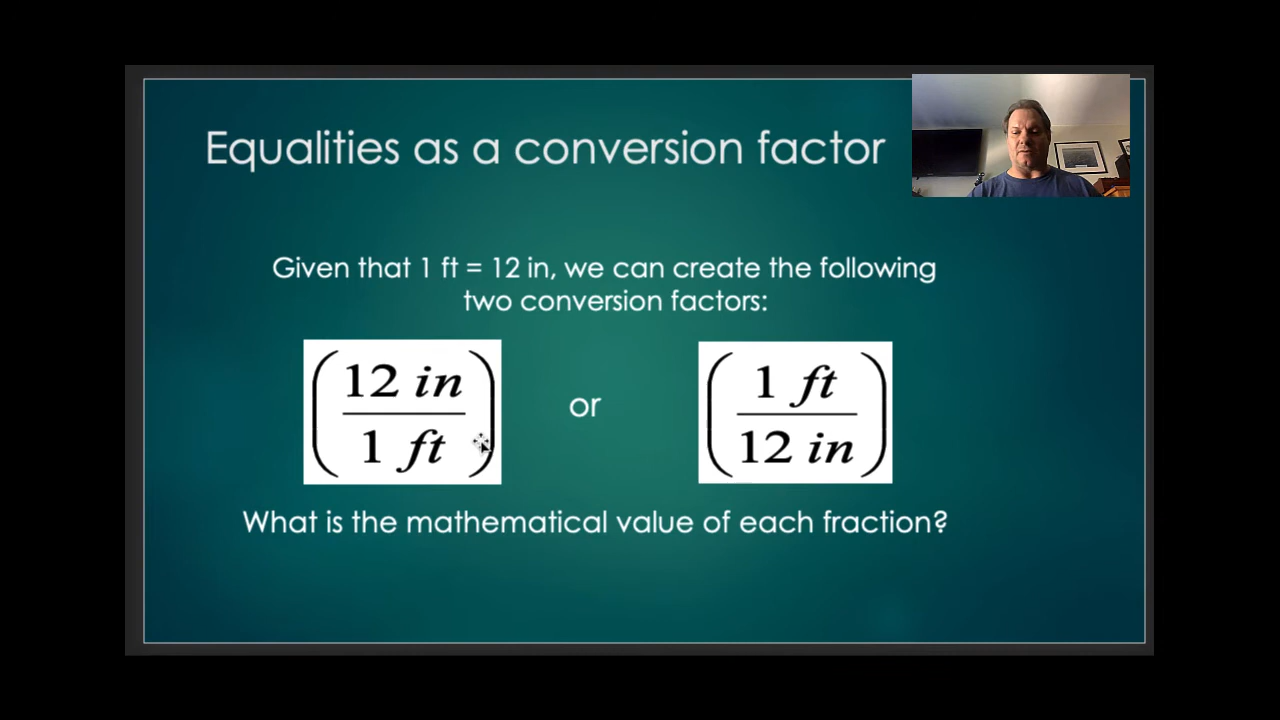 Equalities as a conversion factor
Given that 1 ft = 12 in, we can create the following
two conversion factors:
12 in
1 ft
or
1 ft
12 in
What is the mathematical value of each fraction?